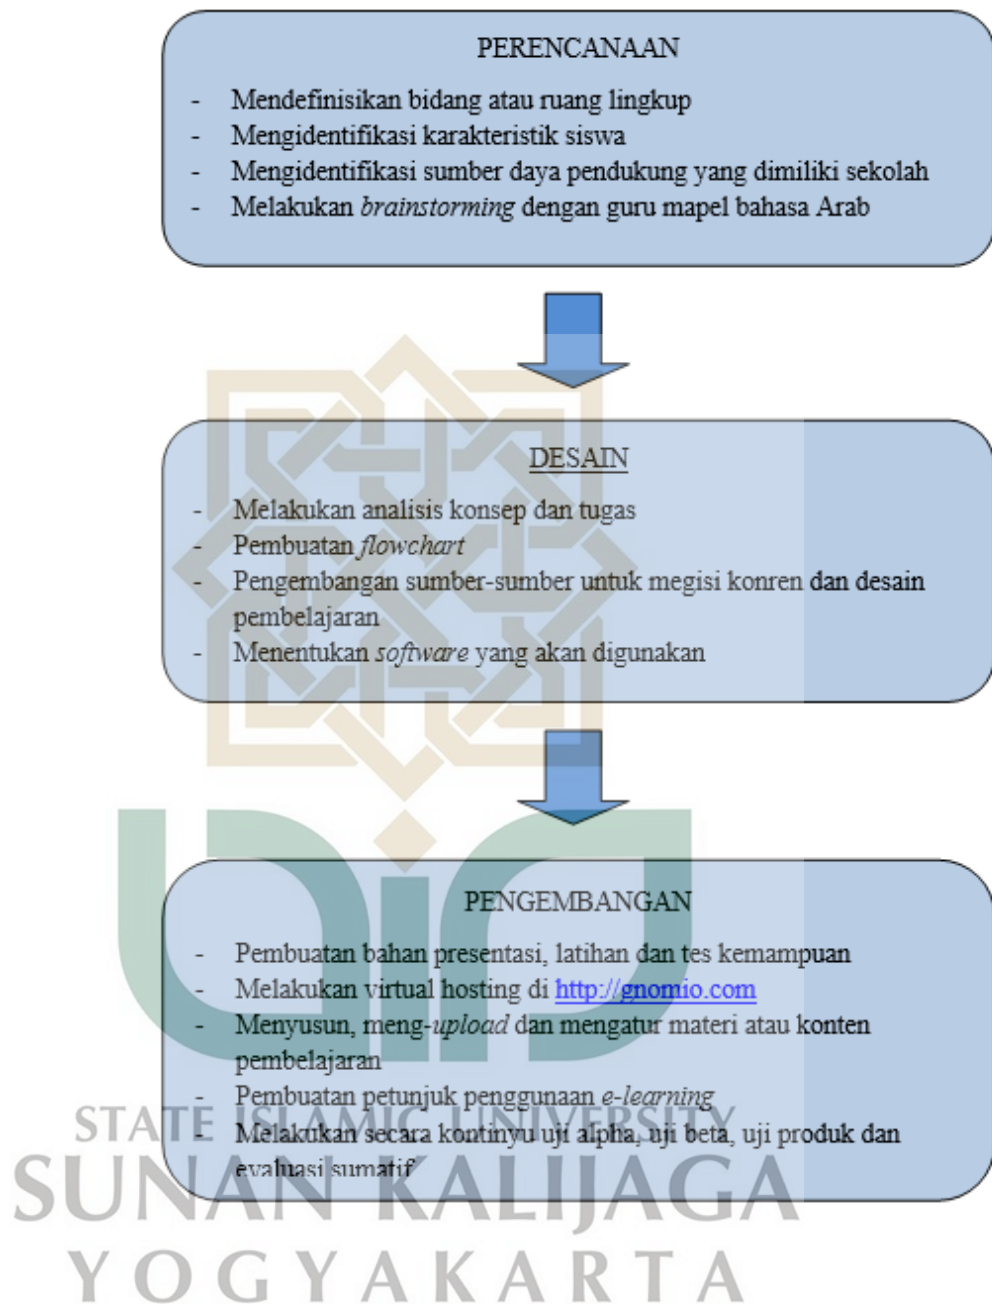 PERENCANAAN
- Mendefinisikan bidang atau ruang lingkup
- Mengidentifikasi karakteristik siswa
- Mengidentifikasi sumber daya pendukung yang dimiliki sekolah
- Melakukan brainstorming dengan guru mapel bahasa Arab
DESAIN
- Melakukan analisis konsep dan tugas
- Pembuatan flowchart
- Pengembangan sumber-sumber untuk megisi konren dan desain
pembelajaran
- Menentukan software yang akan digunakan
PENGEMBANGAN
- Pembuatan bahan presentasi, latihan dan tes kemampuan
- Melakukan virtual hosting di http://gnomio.com
- Menyusun, meng-upload dan mengatur materi atau konten
pembelajaran
- Pembuatan petunjuk penggunaan e-learning
- Melakukan secara kontinyu uji alpha, uji beta, uji produk dan
evaluasi sumatif
STATE ISLAMIC UNIVERSITY
SUNAN KALIJAGA
YOGYAKARTA